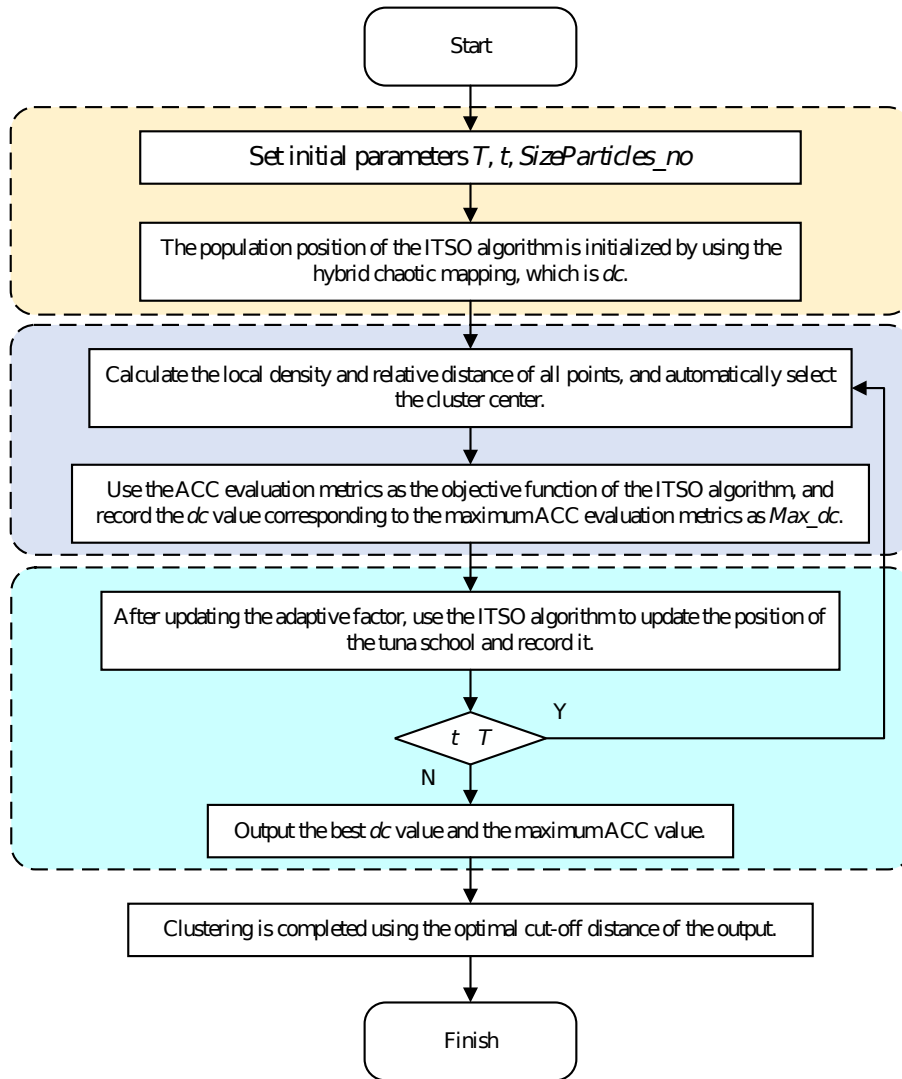 Start
Set initial parameters T, t, SizeParticles_no
The population position of the ITSO algorithm is initialized by using the
hybrid chaotic mapping, which is dc.
Calculate the local density and relative distance of all points, and automatically select
the cluster center.
Use the ACC evaluation metrics as the objective function of the ITSO algorithm, and
record the dc value corresponding to the maximum ACC evaluation metrics as Max_dc.
After updating the adaptive factor, use the ITSO algorithm to update the position of
the tuna school and record it.
Y
t T
N
Output the best dc value and the maximum ACC value.
Clustering is completed using the optimal cut-off distance of the output.
Finish